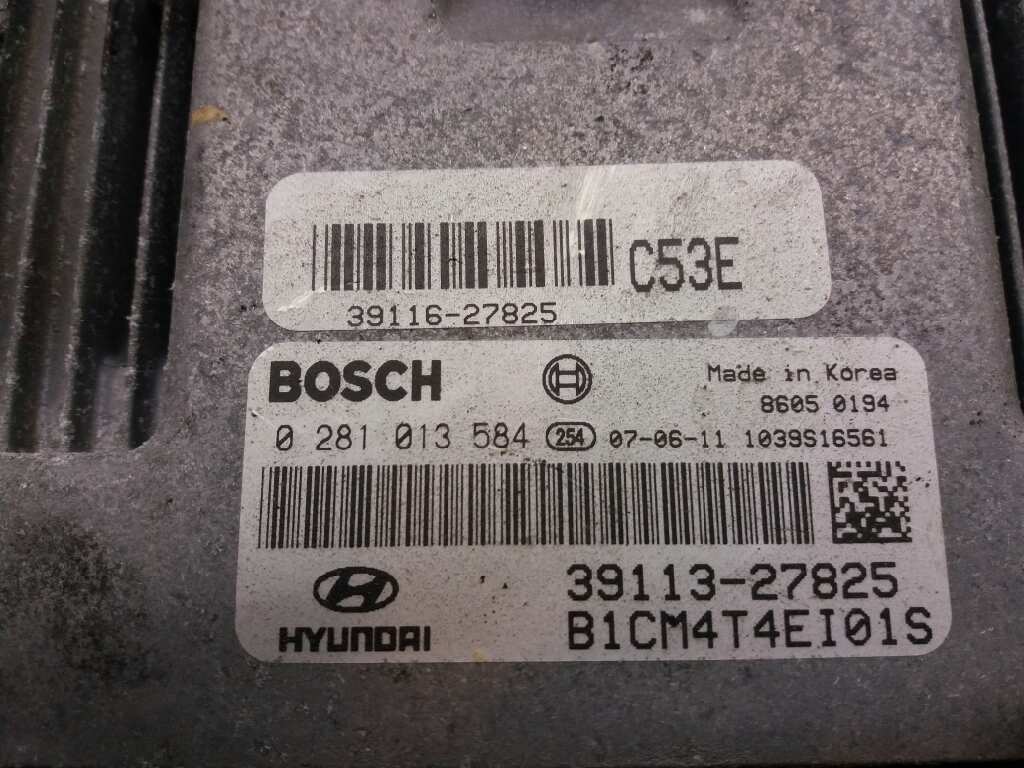 C53E
39116-27825
BOSCH
Made in Korea
8605 0194
0 281 013 584 254 07-06-11 1039S16561
39113-27825
HYUNDAI B1CM4T4EI01S